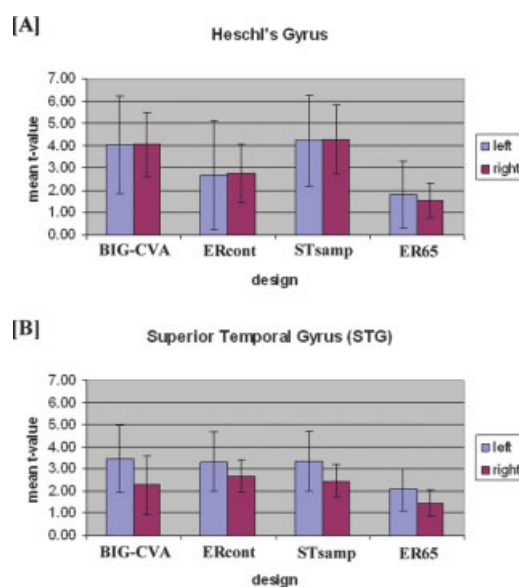 [A]
Heschl's Gyrus
mean t-value
7.00
6.00
5.00
4.00
3.00
2.00
1.00
0.00
BIG-CVA ERcont STsamp ER65
design
left
right
[B]
Superior Temporal Gyrus (STG)
mean t-value
7.00
6.00
5.00
4.00
3.00
2.00
1.00
0.00
BIG-CVA ERcont STsamp ER65
design
left
right